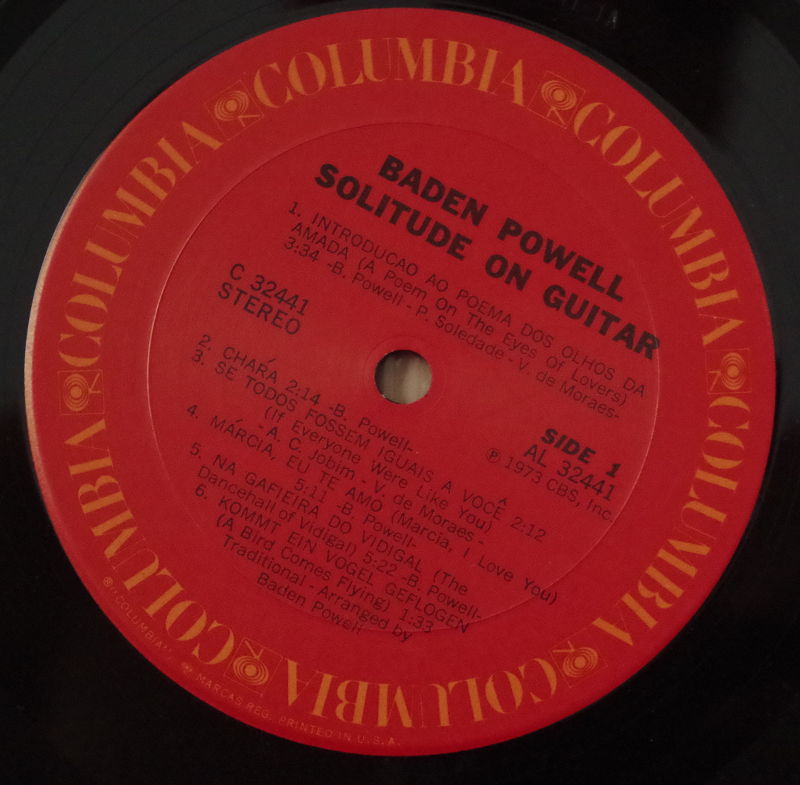 COLUMBIA
COLUMBIA
COLUMBIA
COLUMBIA
COLUMBIA
COLUMBIA
COLUMBIA
COLUMBIA
BADEN POWELL
SOLITUDE ON GUITAR
1. INTRODUCAO AO POEMA DOS OLHOS DA
AMADA (A Poem On The Eyes Of Lovers)
3:34 -B. Powell - P. Soledade - V. de Moraes-
C 32441
STEREO
SIDE 1
AL 32441
℗ 1973 CBS, Inc.
2. CHARÁ 2:14 -B. Powell-
3. SE TODOS FOSSEM IGUAIS A VOCÊ 2:12
(If Everyone Were Like You)
-A. C. Jobim - V. de Moraes-
4. MÁRCIA, EU TE AMO (Marcia, I Love You)
5:11 -B. Powell-
5. NA GAFIEIRA DO VIDIGAL (The
Dancehall of Vidigal) 5:22 -B. Powell-
6. KOMMT EIN VOGEL GEFLOGEN
(A Bird Comes Flying) 1:33
Traditional - Arranged by
Baden Powell
® "COLUMBIA", MARCAS REG. PRINTED IN U.S.A.